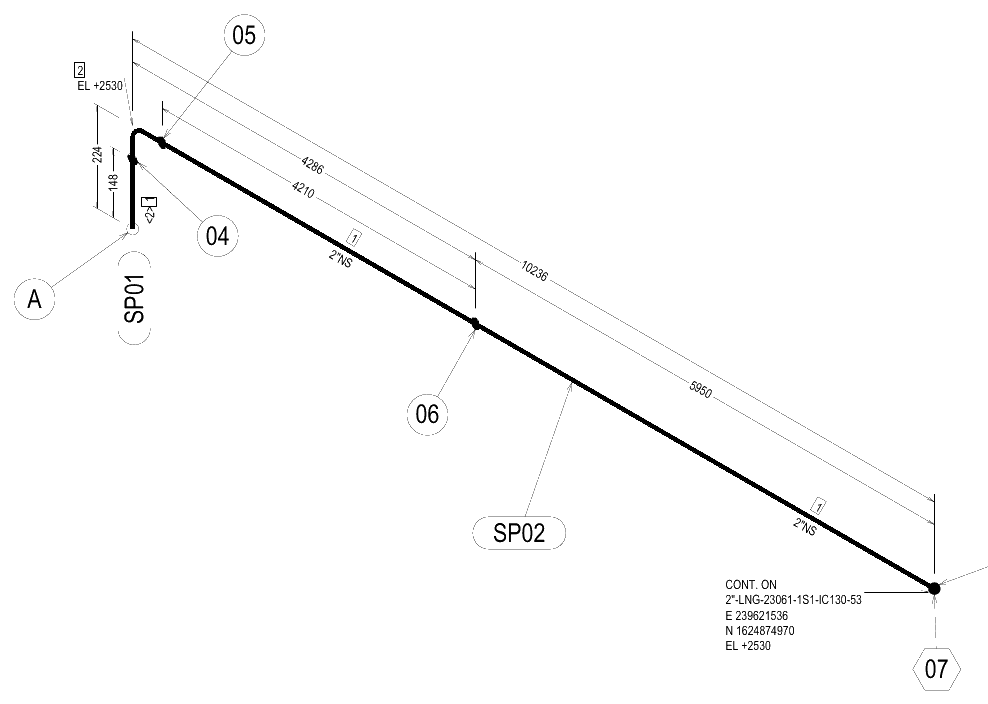 05
2
EL +2530
224
148
4286
4210
<2> 1
04
1
2"NS
10236
A
SP01
5950
06
1
SP02
2"NS
CONT. ON
2"-LNG-23061-1S1-IC130-53
E 239621536
N 1624874970
EL +2530
07